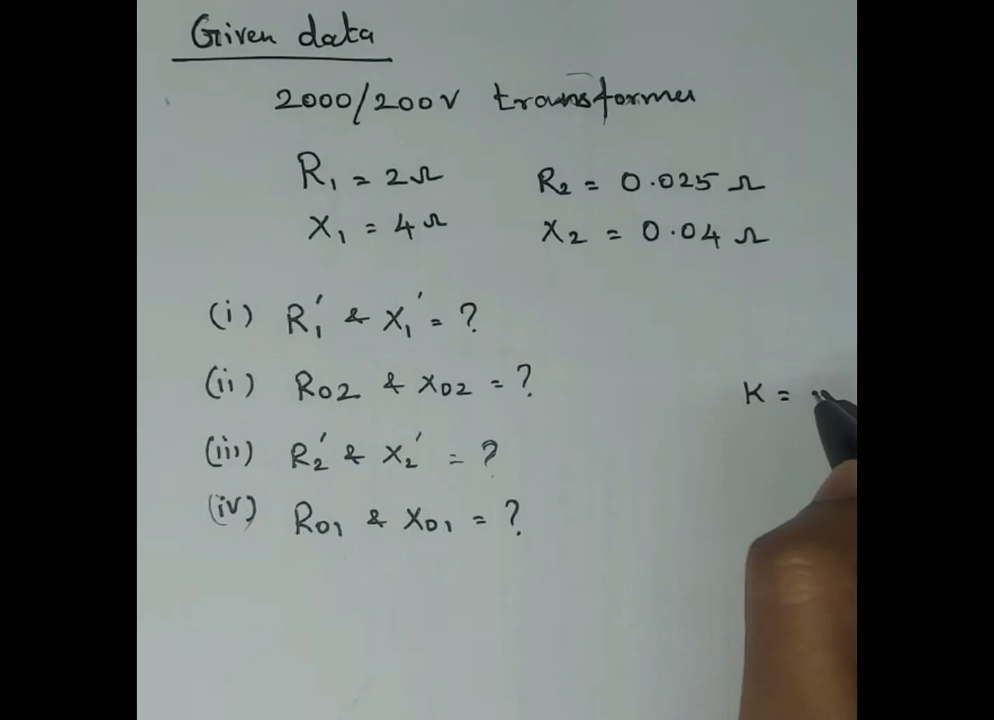 Given data
2000/200V transformer
R₁ = 2Ω R₂ = 0.025 Ω
X₁ = 4Ω X₂ = 0.04 Ω
(i) R₁' & X₁' = ?
(ii) R02 & X02 = ?
K =
(iii) R₂' & X₂' = ?
(iv) R01 & X01 = ?